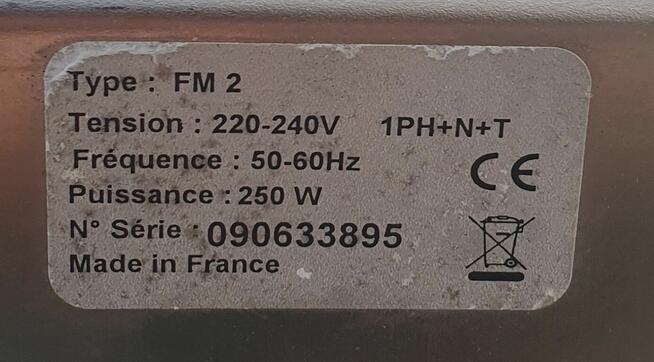 Type : FM 2
Tension : 220-240V 1PH+N+T
Fréquence : 50-60Hz
Puissance : 250 W
N° Série : 090633895
Made in France
CE